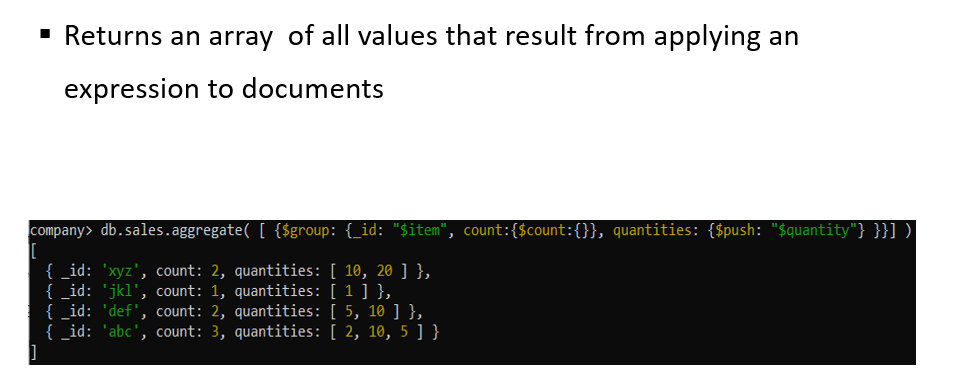 ▪ Returns an array of all values that result from applying an
expression to documents
company> db.sales.aggregate( [ {$group: {_id: "$item", count:{$count:{}}, quantities: {$push: "$quantity"} }}] )
[
  { _id: 'xyz', count: 2, quantities: [ 10, 20 ] },
  { _id: 'jkl', count: 1, quantities: [ 1 ] },
  { _id: 'def', count: 2, quantities: [ 5, 10 ] },
  { _id: 'abc', count: 3, quantities: [ 2, 10, 5 ] }
]